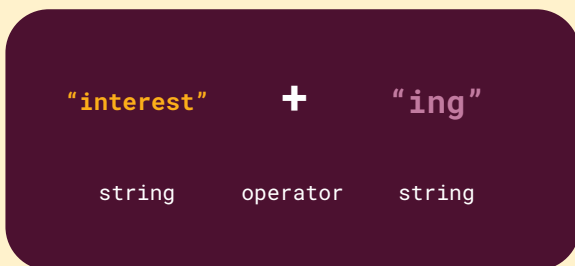 “interest” + “ing”
string operator string